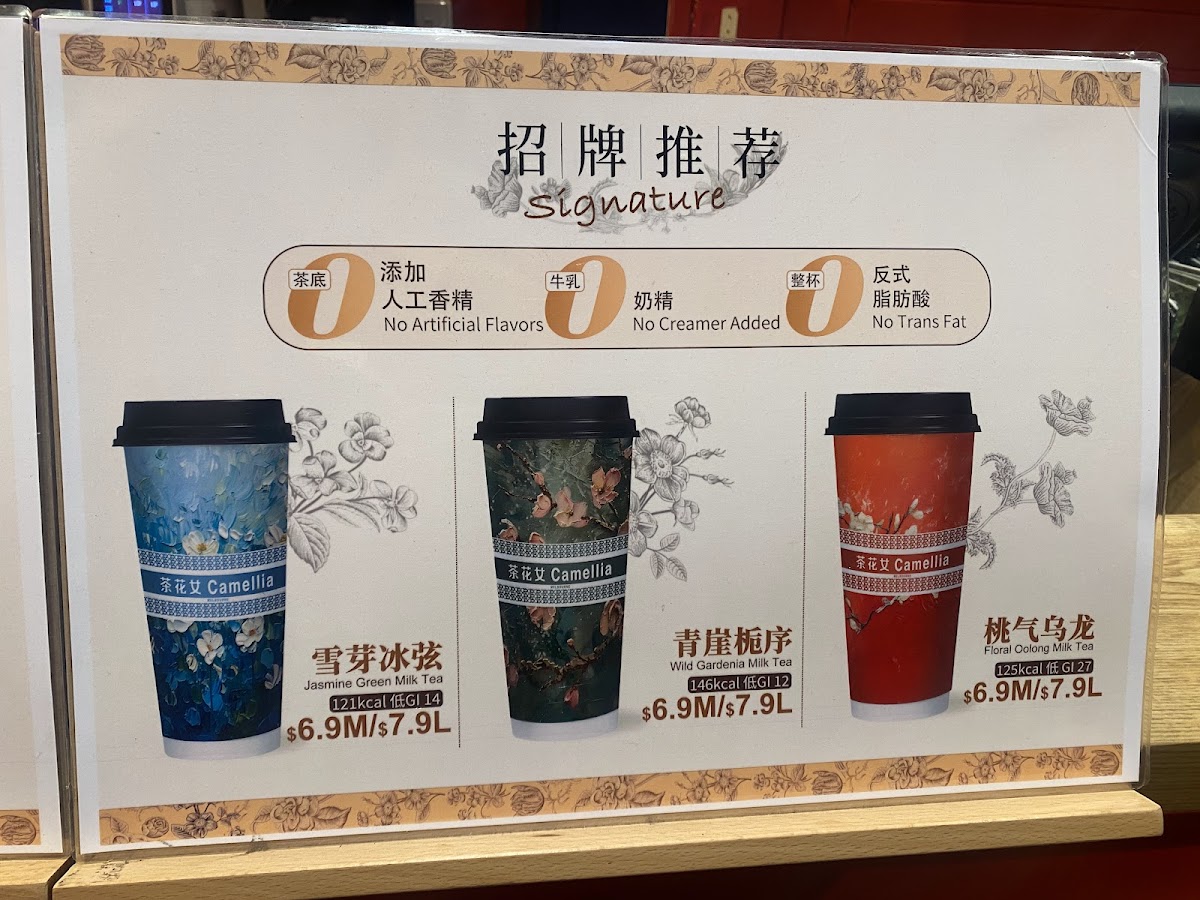 招牌推荐
Signature
茶底 0 添加
人工香精
No Artificial Flavors
牛乳 0 奶精
No Creamer Added
整杯 0 反式
脂肪酸
No Trans Fat
茶花女 Camellia
雪芽冰弦
Jasmine Green Milk Tea
121kcal 低GI 14
$6.9M/$7.9L
茶花女 Camellia
青崖栀序
Wild Gardenia Milk Tea
146kcal 低GI 12
$6.9M/$7.9L
茶花女 Camellia
桃气乌龙
Floral Oolong Milk Tea
125kcal 低 GI 27
$6.9M/$7.9L